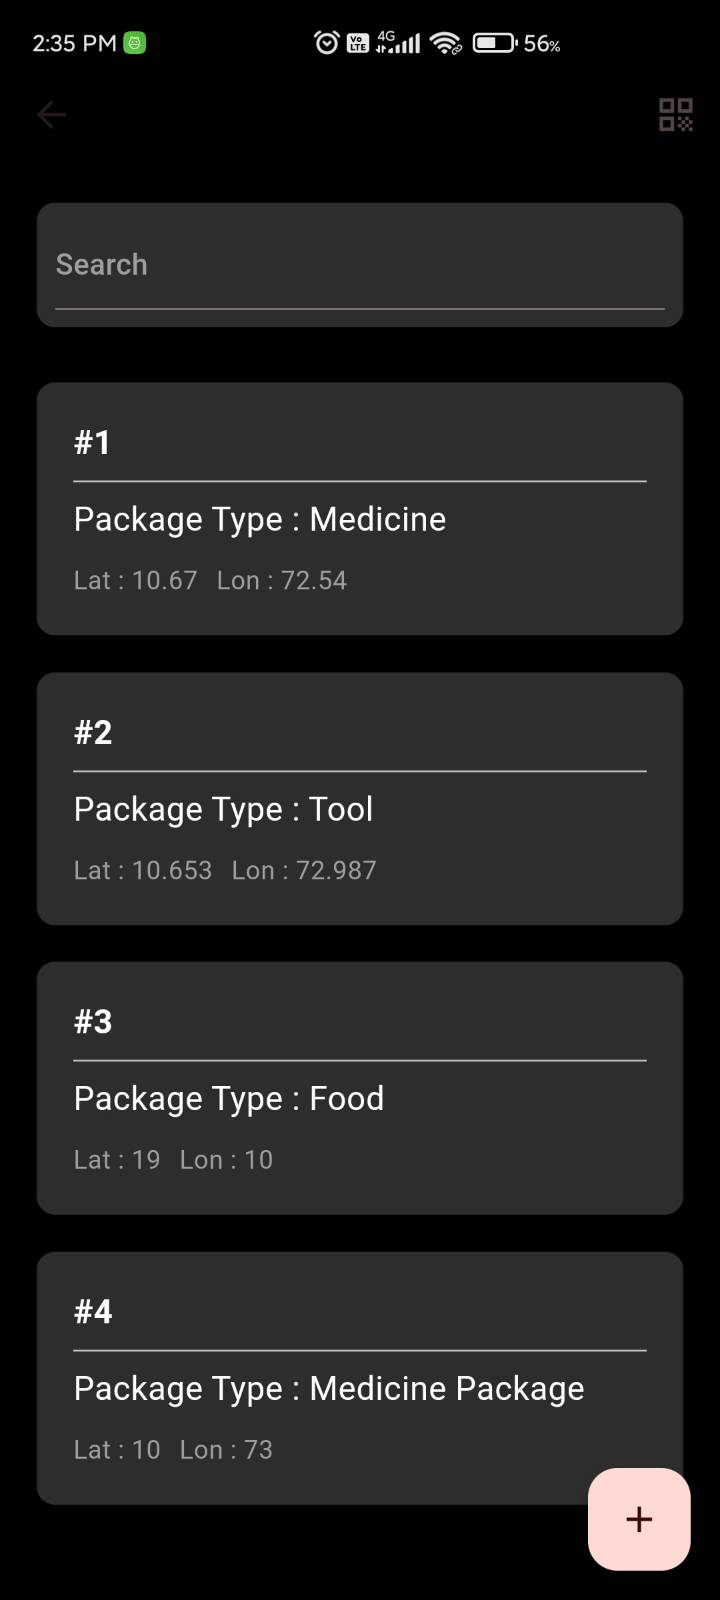 2:35 PM Vo LTE 4G 56%
Search
#1
Package Type : Medicine
Lat : 10.67 Lon : 72.54
#2
Package Type : Tool
Lat : 10.653 Lon : 72.987
#3
Package Type : Food
Lat : 19 Lon : 10
#4
Package Type : Medicine Package
Lat : 10 Lon : 73
+